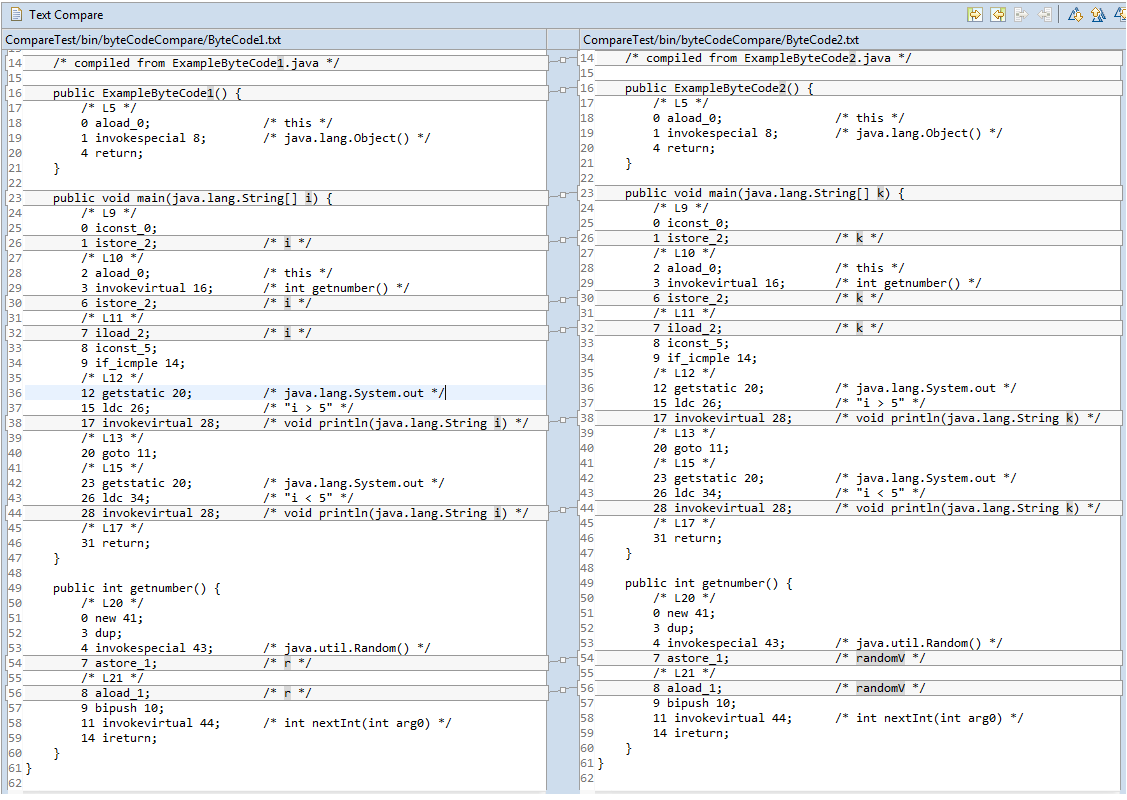 Text Compare
CompareTest/bin/byteCodeCompare/ByteCode1.txt
14 /* compiled from ExampleByteCode1.java */
15
16 public ExampleByteCode1() {
17 /* L5 */
18 0 aload_0; /* this */
19 1 invokespecial 8; /* java.lang.Object() */
20 4 return;
21 }
22
23 public void main(java.lang.String[] i) {
24 /* L9 */
25 0 iconst_0;
26 1 istore_2; /* i */
27 /* L10 */
28 2 aload_0; /* this */
29 3 invokevirtual 16; /* int getnumber() */
30 6 istore_2; /* i */
31 /* L11 */
32 7 iload_2; /* i */
33 8 iconst_5;
34 9 if_icmple 14;
35 /* L12 */
36 12 getstatic 20; /* java.lang.System.out */
37 15 ldc 26; /* "i > 5" */
38 17 invokevirtual 28; /* void println(java.lang.String i) */
39 /* L13 */
40 20 goto 11;
41 /* L15 */
42 23 getstatic 20; /* java.lang.System.out */
43 26 ldc 34; /* "i < 5" */
44 28 invokevirtual 28; /* void println(java.lang.String i) */
45 /* L17 */
46 31 return;
47 }
48
49 public int getnumber() {
50 /* L20 */
51 0 new 41;
52 3 dup;
53 4 invokespecial 43; /* java.util.Random() */
54 7 astore_1; /* r */
55 /* L21 */
56 8 aload_1; /* r */
57 9 bipush 10;
58 11 invokevirtual 44; /* int nextInt(int arg0) */
59 14 ireturn;
60 }
61 }
62
CompareTest/bin/byteCodeCompare/ByteCode2.txt
14 /* compiled from ExampleByteCode2.java */
15
16 public ExampleByteCode2() {
17 /* L5 */
18 0 aload_0; /* this */
19 1 invokespecial 8; /* java.lang.Object() */
20 4 return;
21 }
22
23 public void main(java.lang.String[] k) {
24 /* L9 */
25 0 iconst_0;
26 1 istore_2; /* k */
27 /* L10 */
28 2 aload_0; /* this */
29 3 invokevirtual 16; /* int getnumber() */
30 6 istore_2; /* k */
31 /* L11 */
32 7 iload_2; /* k */
33 8 iconst_5;
34 9 if_icmple 14;
35 /* L12 */
36 12 getstatic 20; /* java.lang.System.out */
37 15 ldc 26; /* "i > 5" */
38 17 invokevirtual 28; /* void println(java.lang.String k) */
39 /* L13 */
40 20 goto 11;
41 /* L15 */
42 23 getstatic 20; /* java.lang.System.out */
43 26 ldc 34; /* "i < 5" */
44 28 invokevirtual 28; /* void println(java.lang.String k) */
45 /* L17 */
46 31 return;
47 }
48
49 public int getnumber() {
50 /* L20 */
51 0 new 41;
52 3 dup;
53 4 invokespecial 43; /* java.util.Random() */
54 7 astore_1; /* randomV */
55 /* L21 */
56 8 aload_1; /* randomV */
57 9 bipush 10;
58 11 invokevirtual 44; /* int nextInt(int arg0) */
59 14 ireturn;
60 }
61 }
62